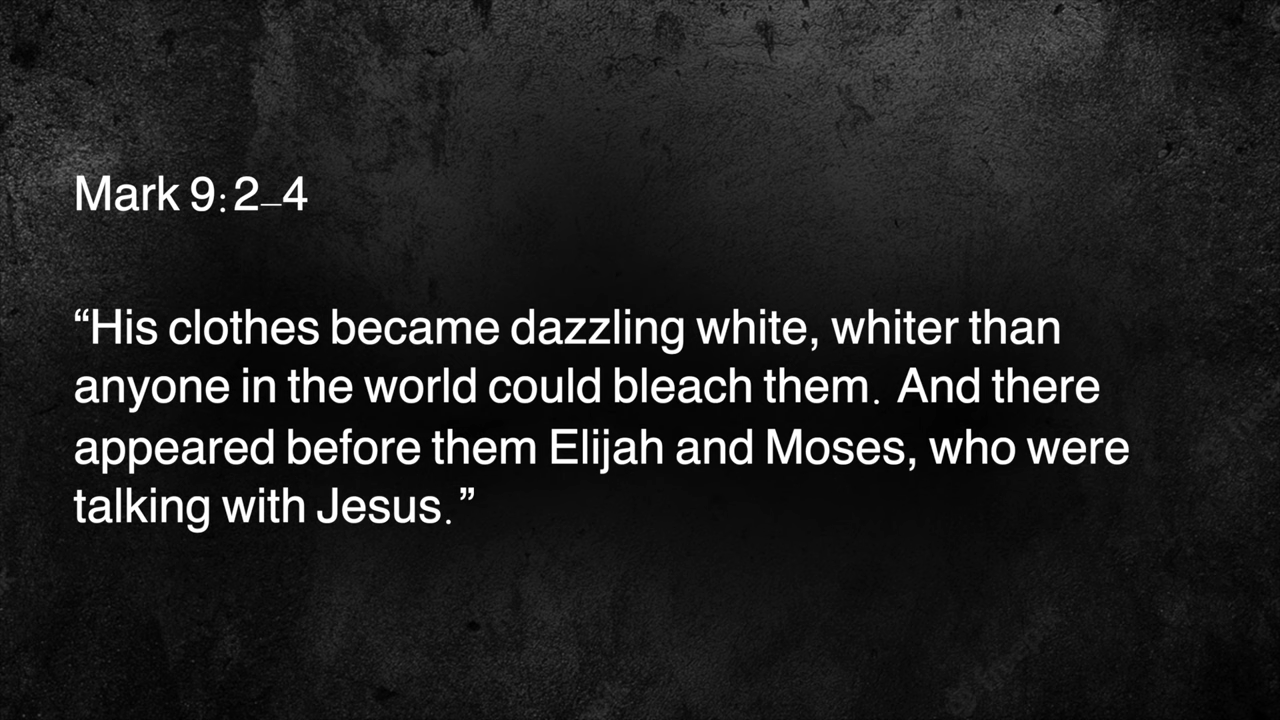 Mark 9:2–4
“His clothes became dazzling white, whiter than
anyone in the world could bleach them. And there
appeared before them Elijah and Moses, who were
talking with Jesus.”